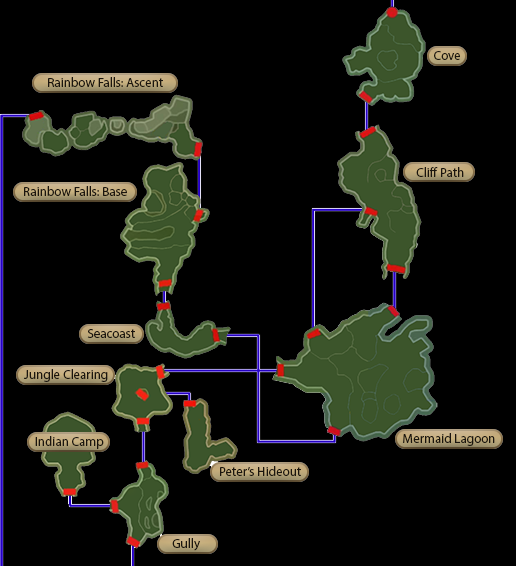 Cove
Rainbow Falls: Ascent
Cliff Path
Rainbow Falls: Base
Seacoast
Jungle Clearing
Indian Camp
Mermaid Lagoon
Peter's Hideout
Gully